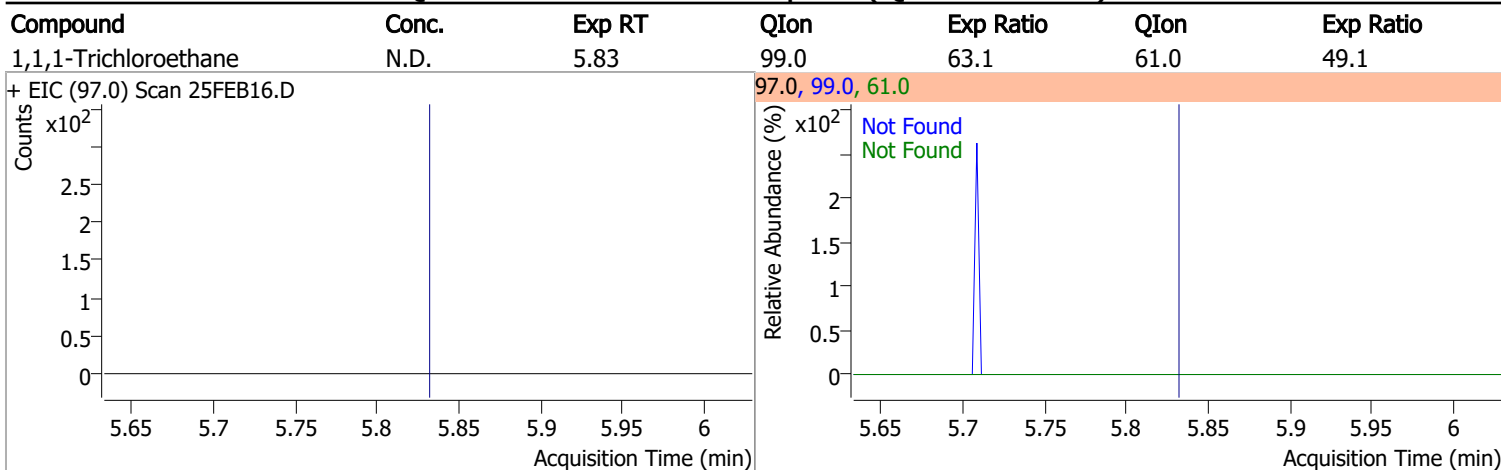 Compound Conc. Exp RT QIon Exp Ratio QIon Exp Ratio
1,1,1-Trichloroethane N.D. 5.83 99.0 63.1 61.0 49.1
+ EIC (97.0) Scan 25FEB16.D
Counts
x10²
2.5
2
1.5
1
0.5
0
5.65 5.7 5.75 5.8 5.85 5.9 5.95 6
Acquisition Time (min)
97.0, 99.0, 61.0
Relative Abundance (%)
x10²
Not Found
Not Found
2
1.5
1
0.5
0
5.65 5.7 5.75 5.8 5.85 5.9 5.95 6
Acquisition Time (min)